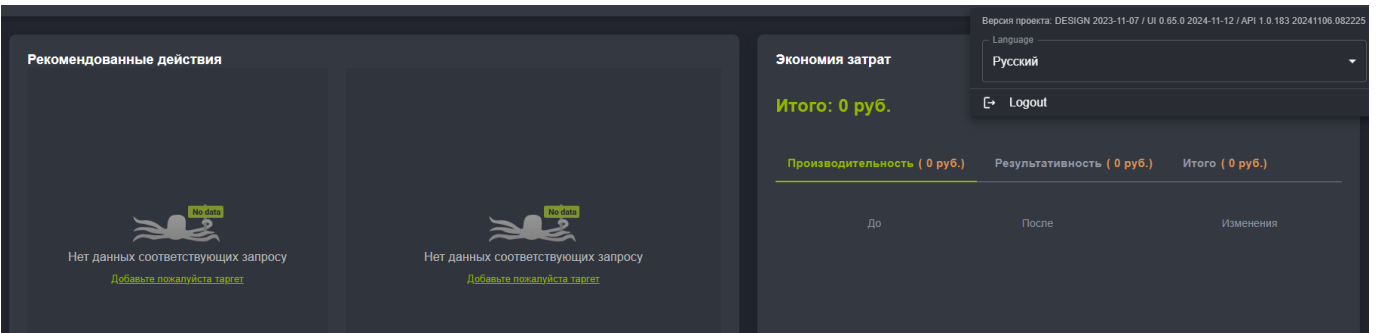 Версия проекта: DESIGN 2023-11-07 / UI 0.65.0 2024-11-12 / API 1.0.183 20241106.082225
Language
Русский
Logout
Рекомендованные действия
No data
Нет данных соответствующих запросу
Добавьте пожалуйста таргет
No data
Нет данных соответствующих запросу
Добавьте пожалуйста таргет
Экономия затрат
Итого: 0 руб.
Производительность ( 0 руб.) Результативность ( 0 руб.) Итого ( 0 руб.)
До После Изменения